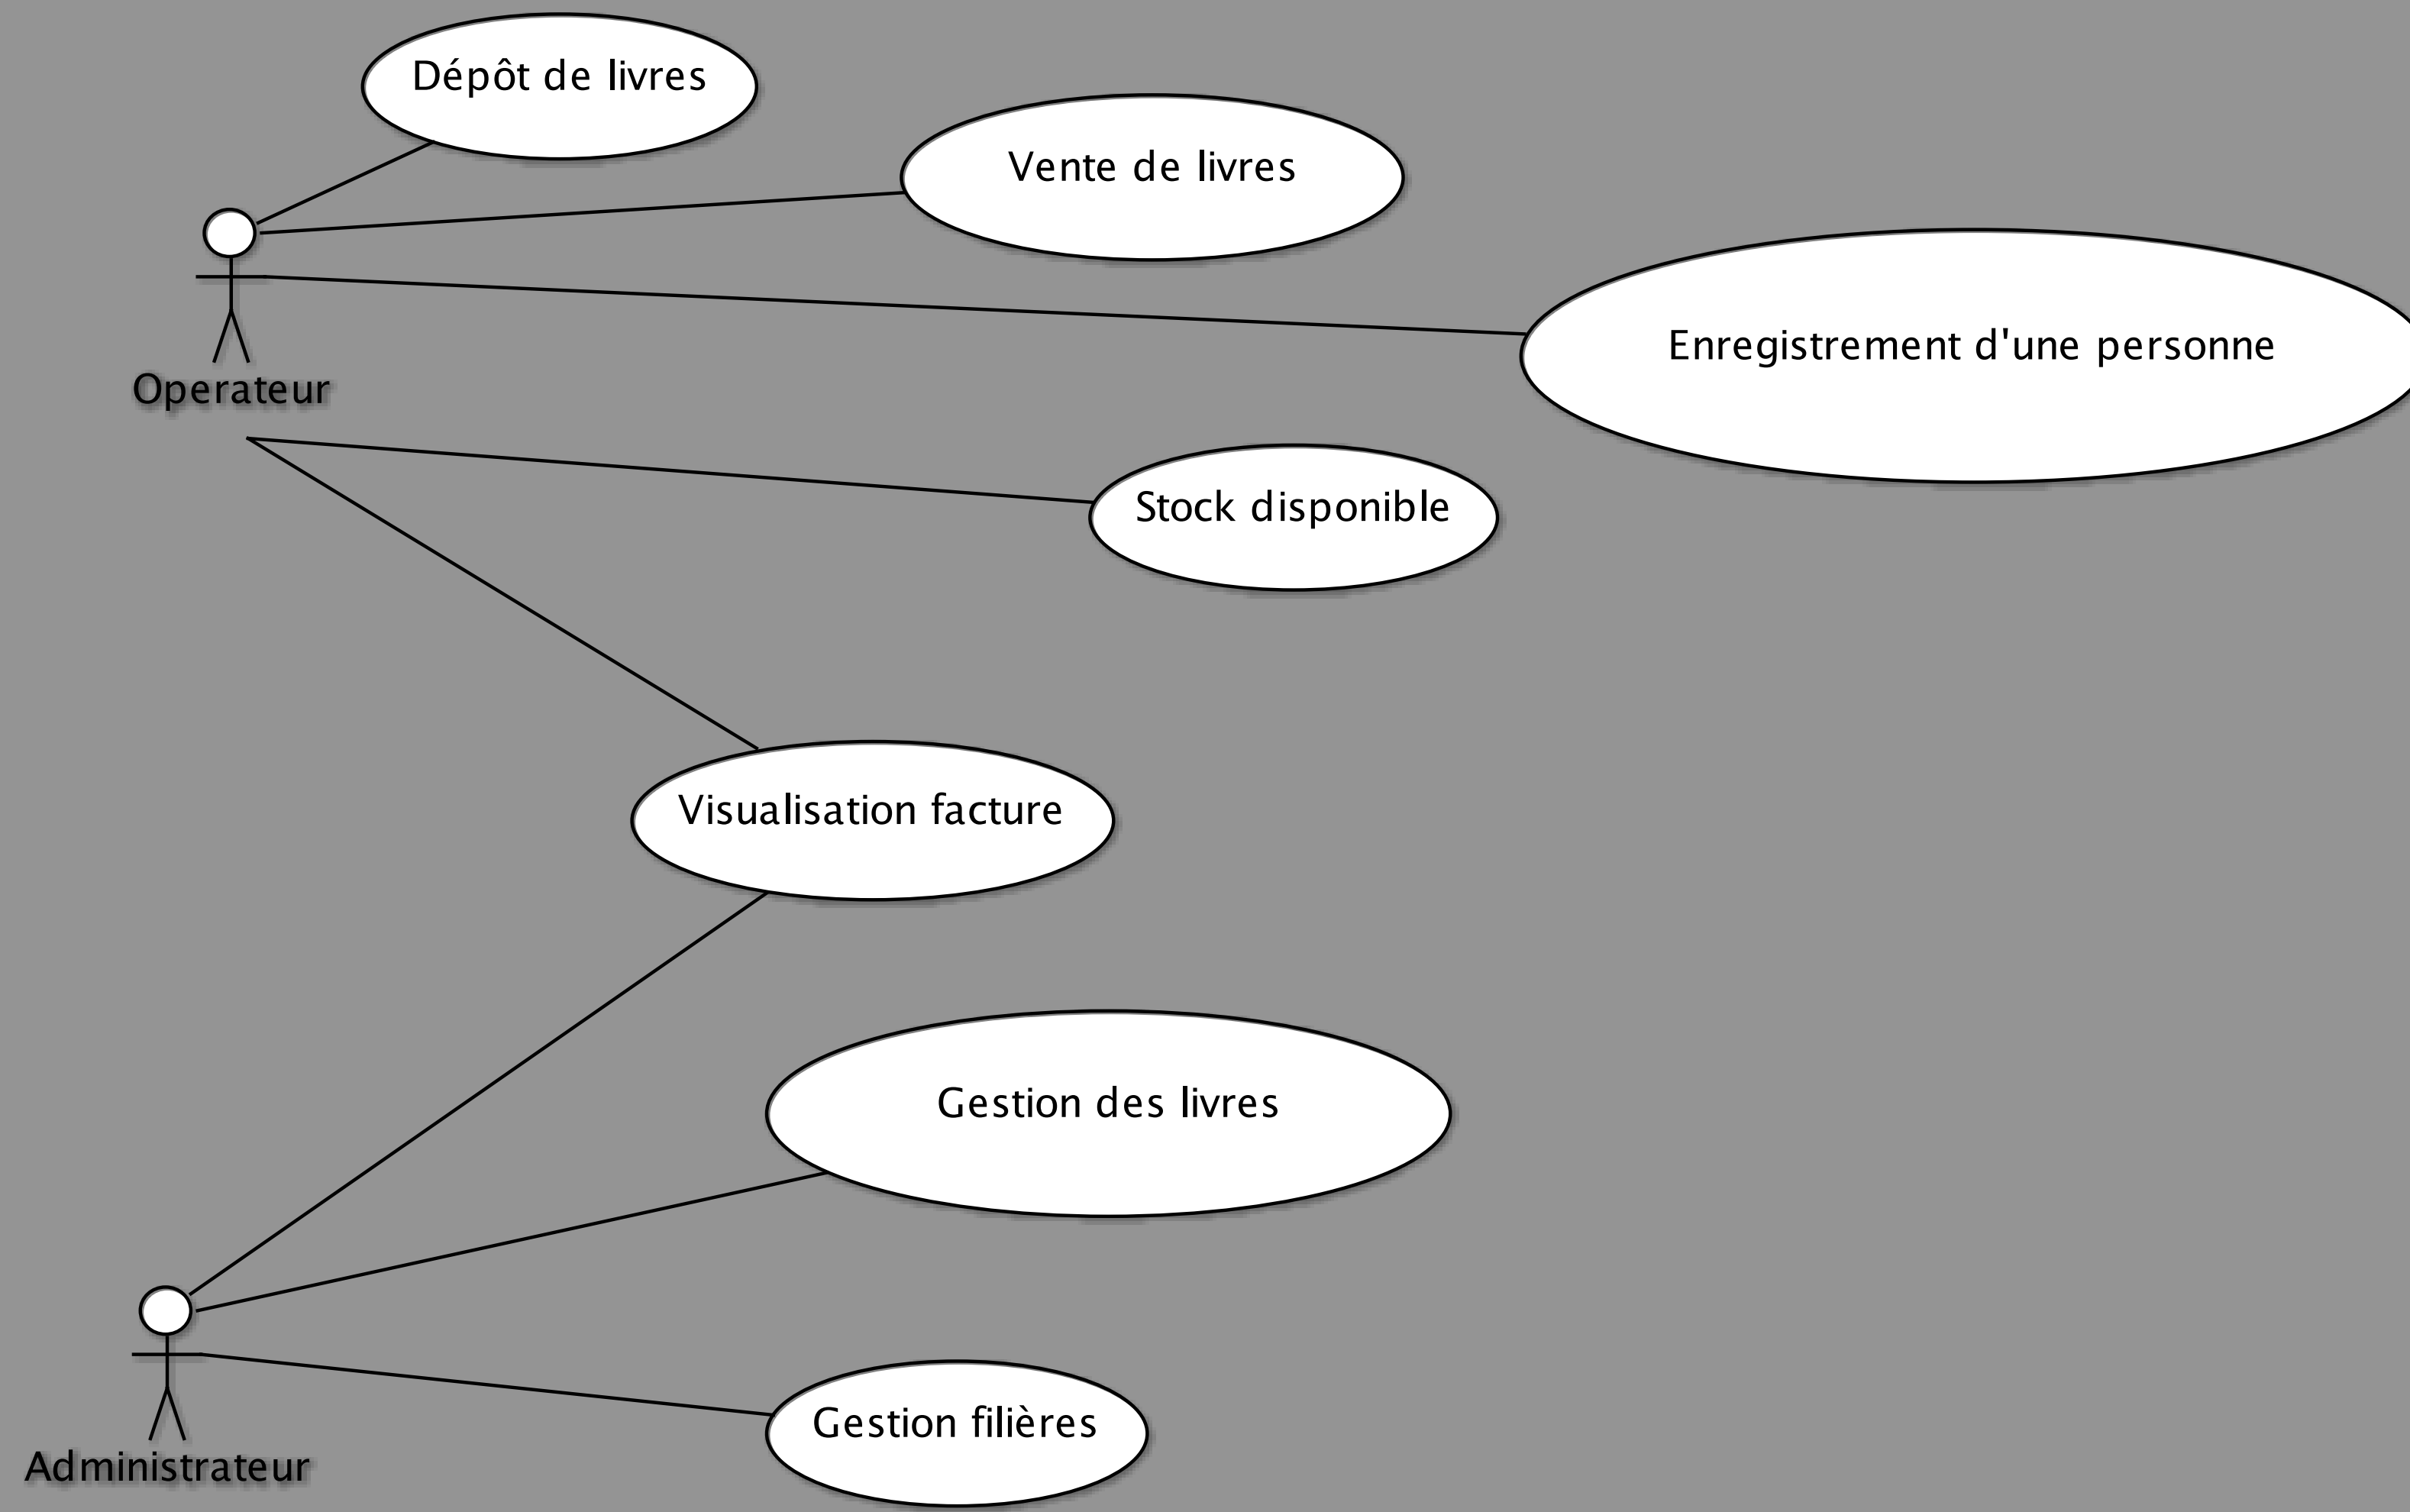 Dépôt de livres
Vente de livres
Enregistrement d'une personne
Operateur
Stock disponible
Visualisation facture
Gestion des livres
Gestion filières
Administrateur